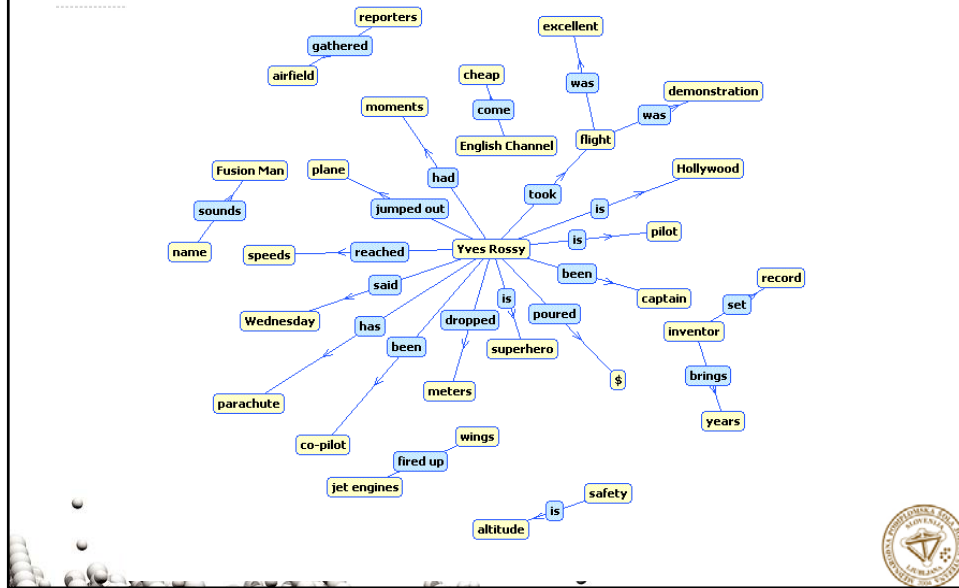 reporters
gathered
airfield
excellent
was
demonstration
was
flight
cheap
come
English Channel
moments
had
took
Fusion Man
sounds
name
plane
jumped out
Hollywood
is
pilot
is
Yves Rossy
speeds
reached
been
captain
said
Wednesday
has
been
dropped
is
poured
superhero
meters
$
parachute
co-pilot
record
set
inventor
brings
years
wings
fired up
jet engines
safety
is
altitude
SLOVENIJA
LJUBLJANA